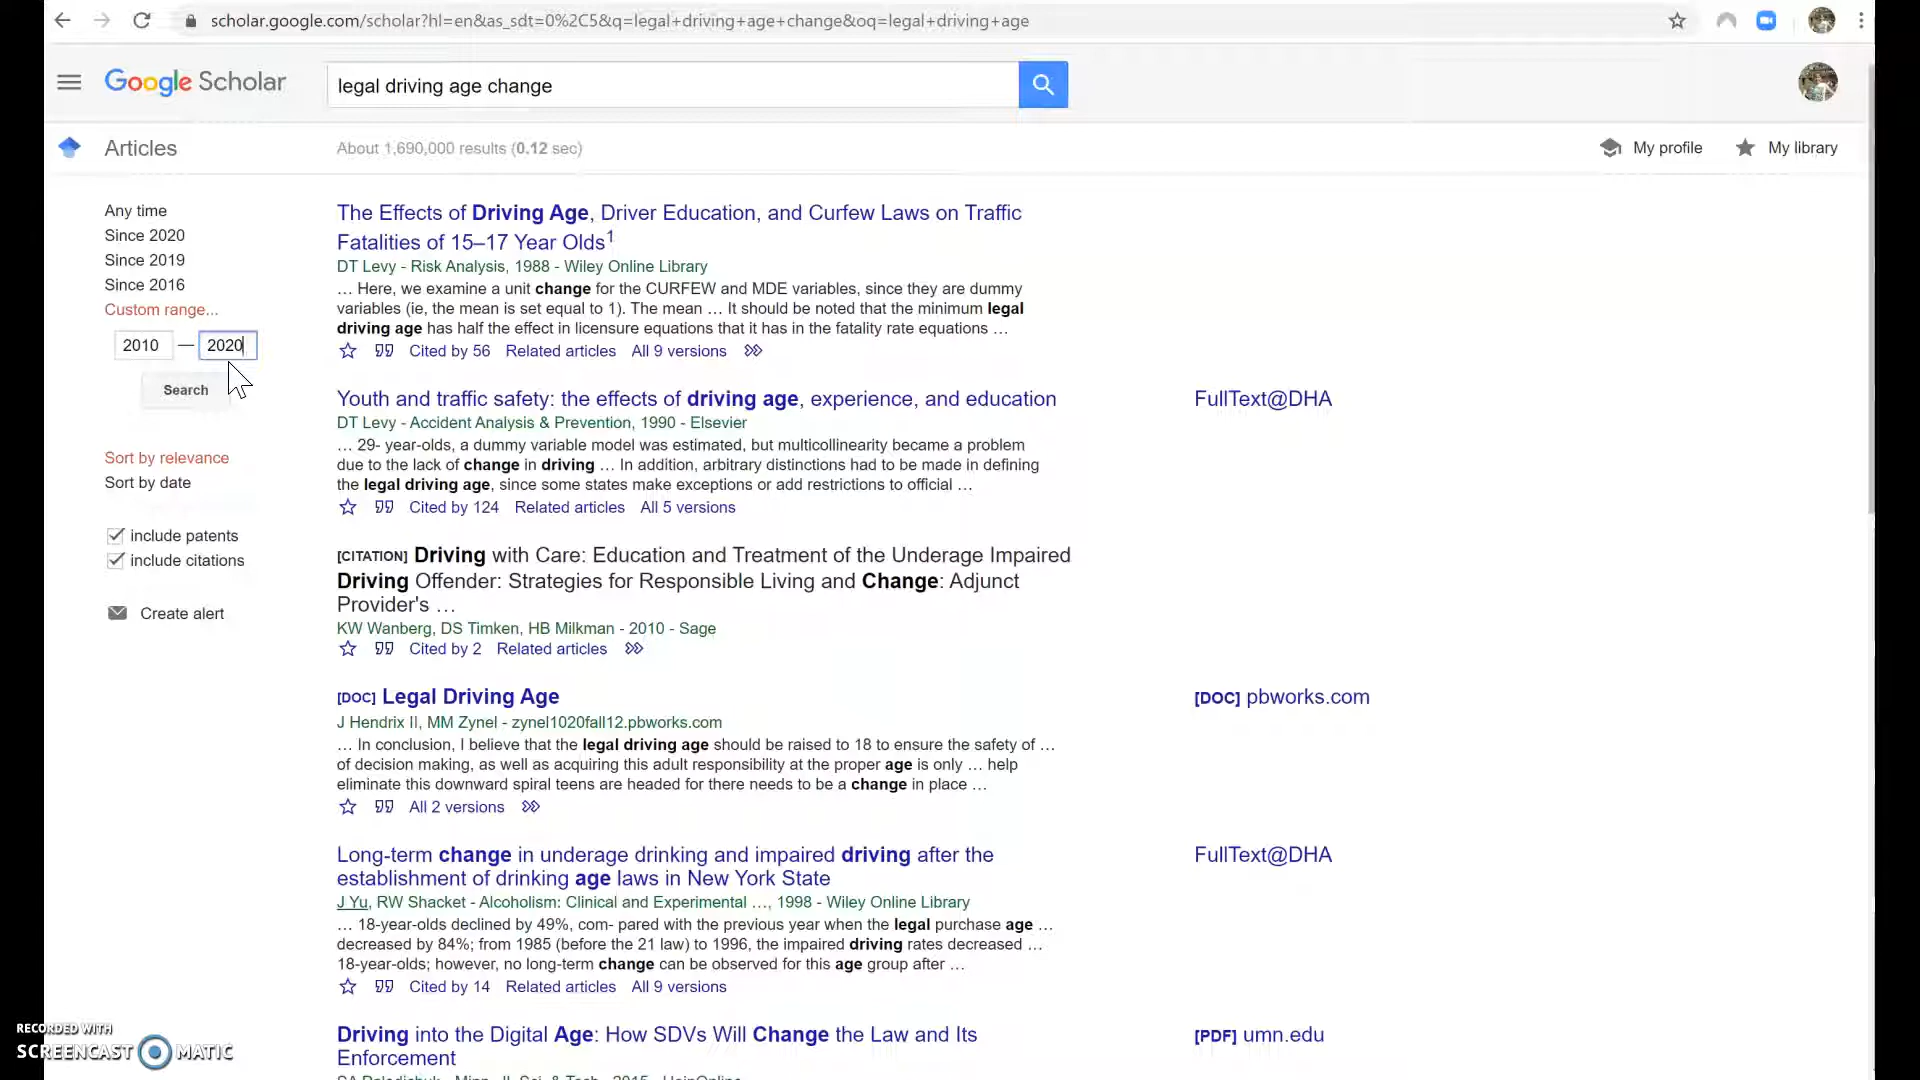 scholar.google.com/scholar?hl=en&as_sdt=0%2C5&q=legal+driving+age+change&oq=legal+driving+age
Google Scholar
legal driving age change
Articles
About 1,690,000 results (0.12 sec)
My profile
My library
Any time
Since 2020
Since 2019
Since 2016
Custom range...
2010 — 2020
Search
Sort by relevance
Sort by date
include patents
include citations
Create alert
The Effects of Driving Age, Driver Education, and Curfew Laws on Traffic
Fatalities of 15–17 Year Olds1
DT Levy - Risk Analysis, 1988 - Wiley Online Library
… Here, we examine a unit change for the CURFEW and MDE variables, since they are dummy
variables (ie, the mean is set equal to 1). The mean … It should be noted that the minimum legal
driving age has half the effect in licensure equations that it has in the fatality rate equations …
Cited by 56 Related articles All 9 versions
Youth and traffic safety: the effects of driving age, experience, and education
FullText@DHA
DT Levy - Accident Analysis & Prevention, 1990 - Elsevier
… 29- year-olds, a dummy variable model was estimated, but multicollinearity became a problem
due to the lack of change in driving … In addition, arbitrary distinctions had to be made in defining
the legal driving age, since some states make exceptions or add restrictions to official …
Cited by 124 Related articles All 5 versions
[CITATION] Driving with Care: Education and Treatment of the Underage Impaired
Driving Offender: Strategies for Responsible Living and Change: Adjunct
Provider's …
KW Wanberg, DS Timken, HB Milkman - 2010 - Sage
Cited by 2 Related articles
[DOC] Legal Driving Age
[DOC] pbworks.com
J Hendrix II, MM Zynel - zynel1020fall12.pbworks.com
… In conclusion, I believe that the legal driving age should be raised to 18 to ensure the safety of …
of decision making, as well as acquiring this adult responsibility at the proper age is only … help
eliminate this downward spiral teens are headed for there needs to be a change in place …
All 2 versions
Long-term change in underage drinking and impaired driving after the
establishment of drinking age laws in New York State
FullText@DHA
J Yu, RW Shacket - Alcoholism: Clinical and Experimental …, 1998 - Wiley Online Library
… 18-year-olds declined by 49%, com- pared with the previous year when the legal purchase age …
decreased by 84%; from 1985 (before the 21 law) to 1996, the impaired driving rates decreased …
18-year-olds; however, no long-term change can be observed for this age group after …
Cited by 14 Related articles All 9 versions
Driving into the Digital Age: How SDVs Will Change the Law and Its
Enforcement
[PDF] umn.edu
RECORDED WITH
SCREENCAST MATIC